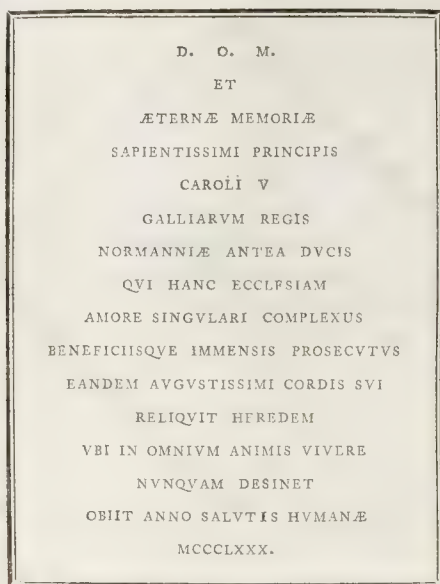 D. O. M.
ET
ÆTERNÆ MEMORIÆ
SAPIENTISSIMI PRINCIPIS
CAROLI V
GALLIARVM REGIS
NORMANNIÆ ANTEA DVCIS
QVI HANC ECCLESIAM
AMORE SINGVLARI COMPLEXUS
BENEFICIISQVE IMMENSIS PROSECVTVS
EANDEM AVGVSTISSIMI CORDIS SVI
RELIQVIT HEREDEM
VBI IN OMNIVM ANIMIS VIVERE
NVNQVAM DESINET
OBIIT ANNO SALVTIS HVMANÆ
MCCCLXXX.